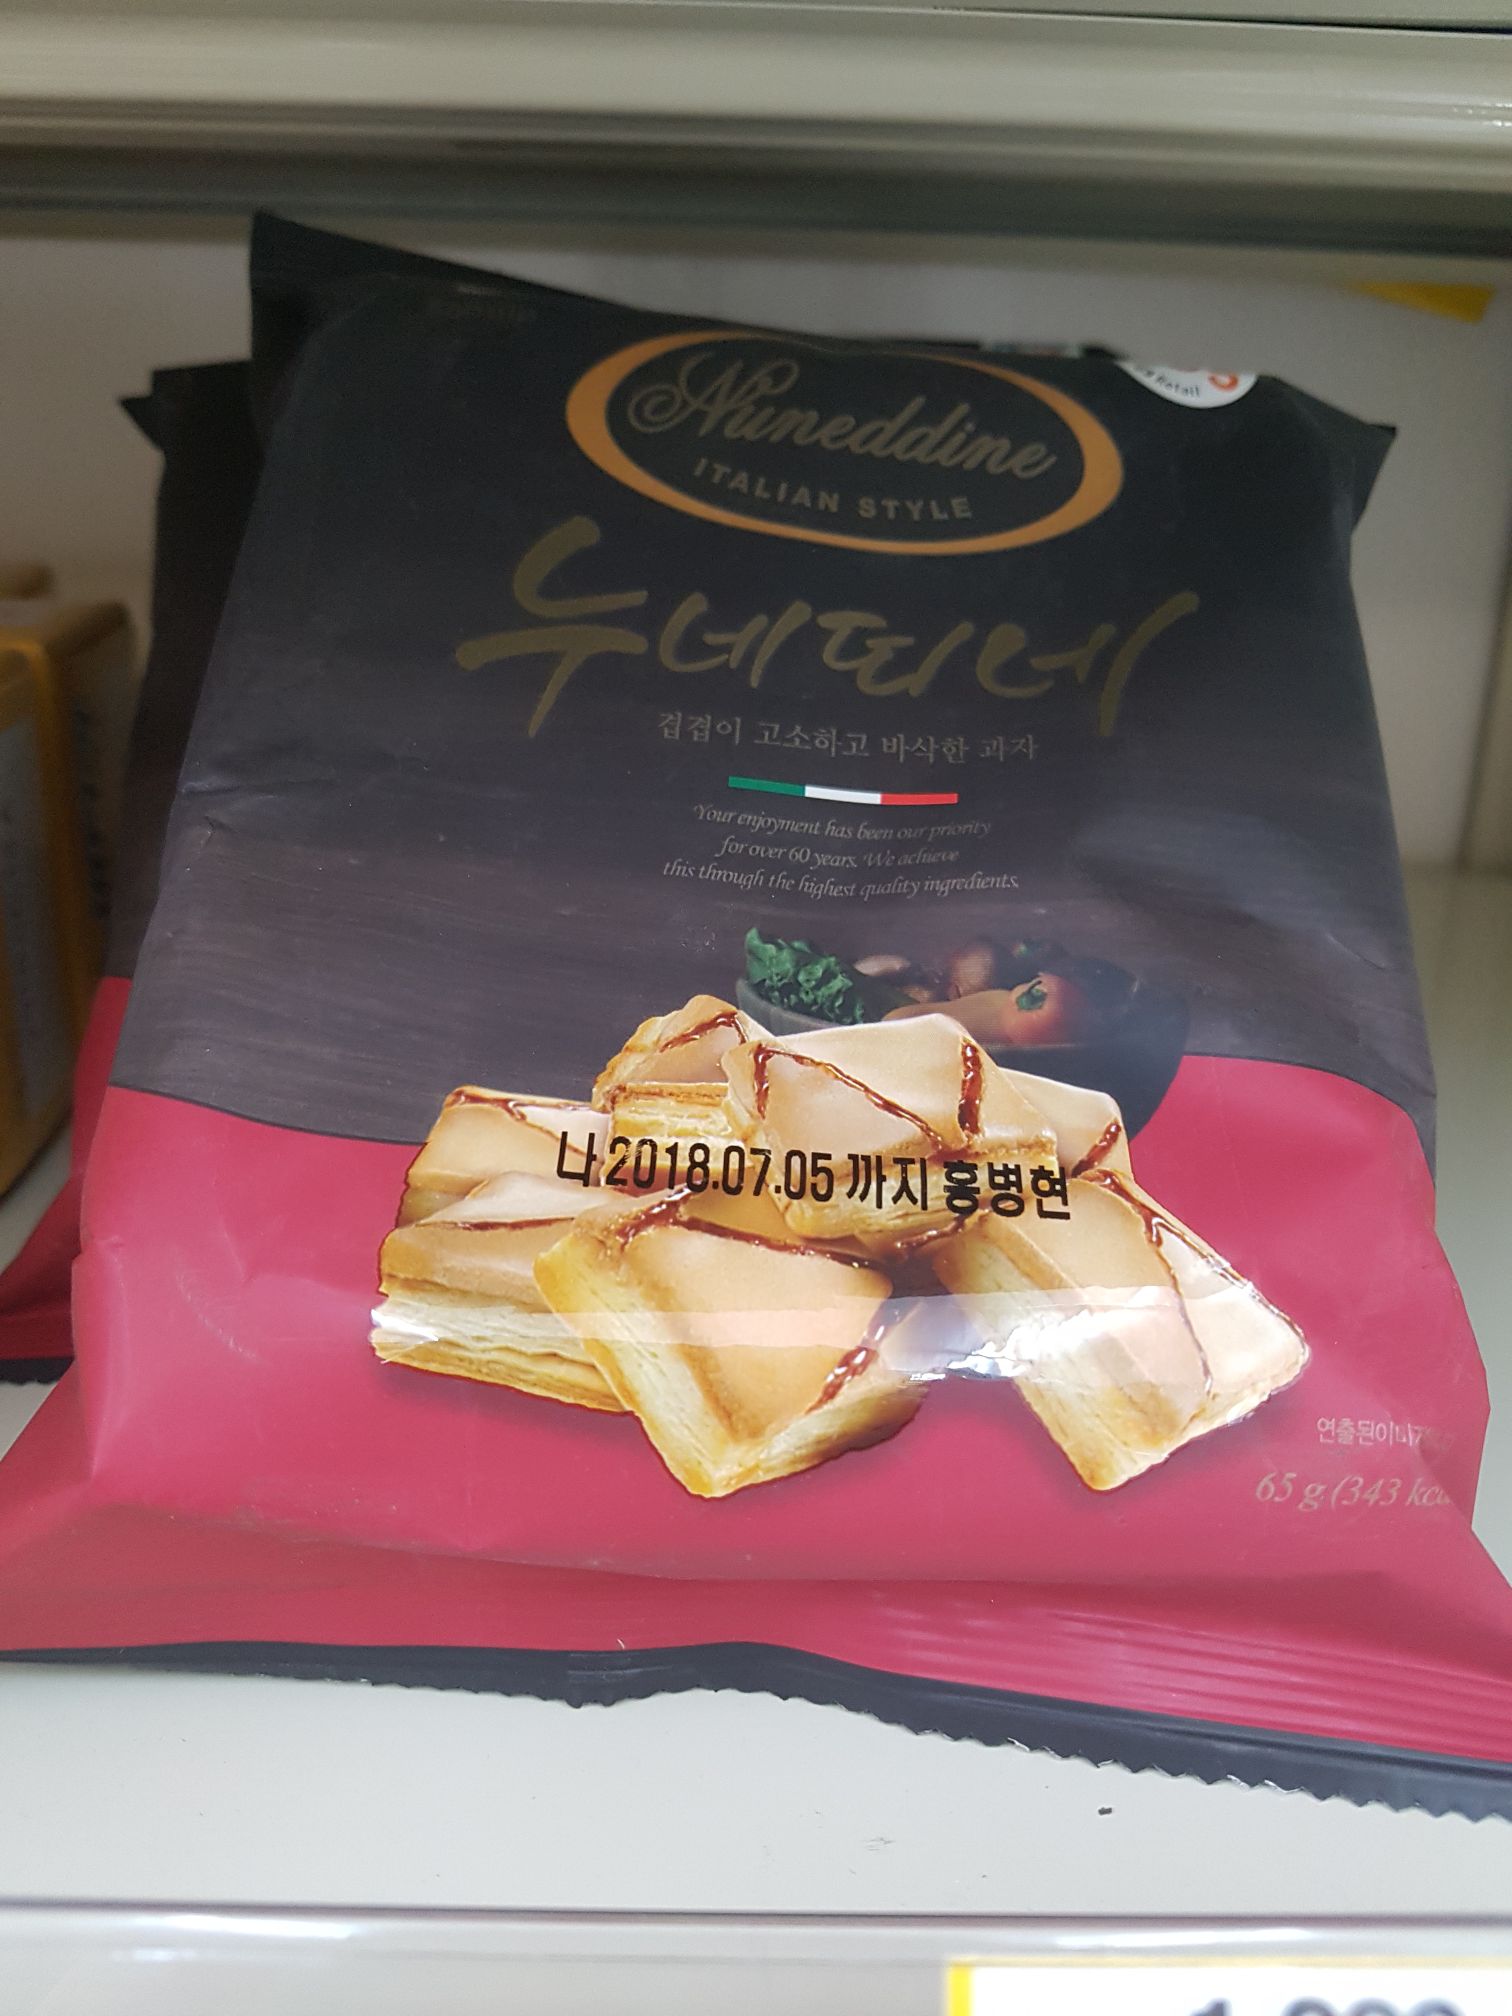 Nuneddine
ITALIAN STYLE
Retail
누네띠네
겹겹이 고소하고 바삭한 과자
Your enjoyment has been our priority
for over 60 years. We achieve
this through the highest quality ingredients.
나 2018.07.05 까지 홍병현
65 g (343